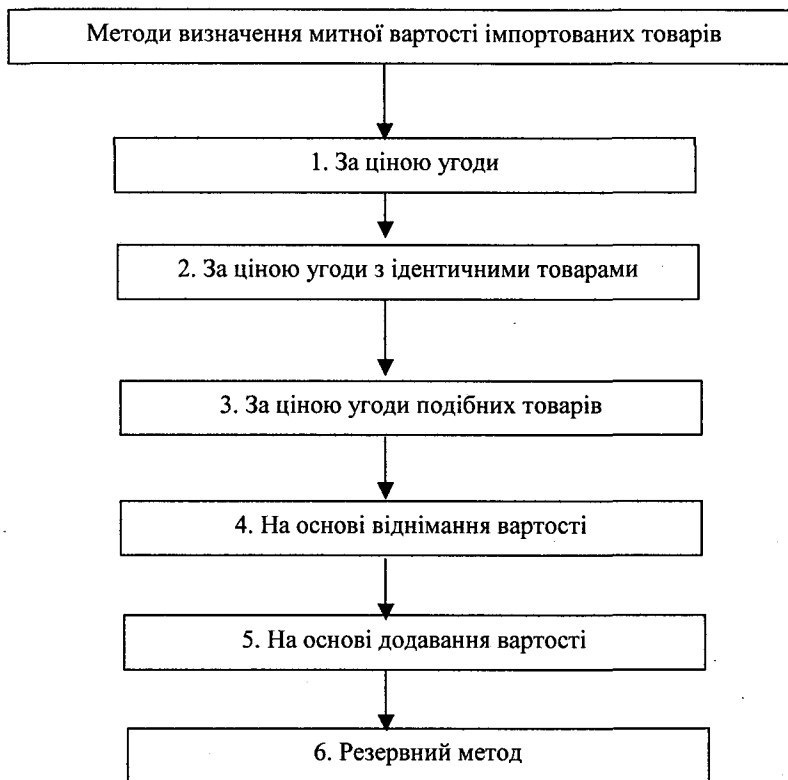 Методи визначення митної вартості імпортованих товарів
1. За ціною угоди
2. За ціною угоди з ідентичними товарами
3. За ціною угоди подібних товарів
4. На основі віднімання вартості
5. На основі додавання вартості
6. Резервний метод